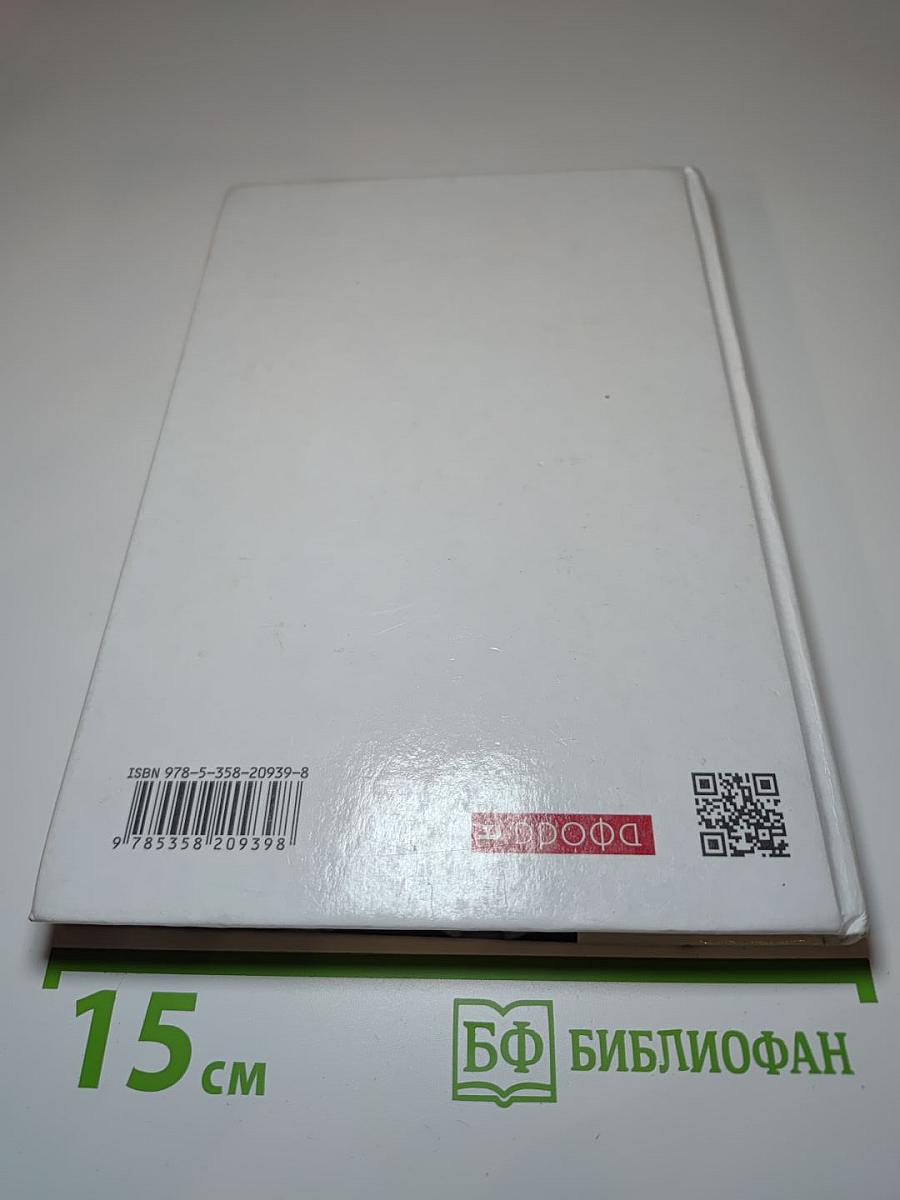 ISBN 978-5-358-20939-8
9 785358 209398
дрофа
15 см
БФ БИБЛИОФАН